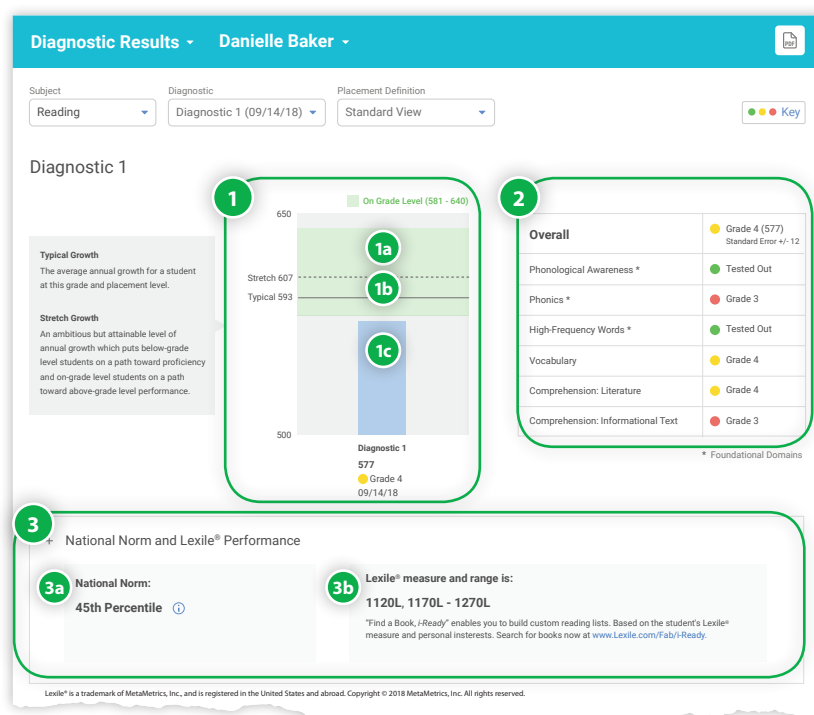 Diagnostic Results
Danielle Baker
PDF
Subject
Diagnostic
Placement Definition
Reading
Diagnostic 1 (09/14/18)
Standard View
Key
Diagnostic 1
Typical Growth
The average annual growth for a student
at this grade and placement level.
Stretch Growth
An ambitious but attainable level of
annual growth which puts below-grade
level students on a path toward proficiency
and on-grade level students on a path
toward above-grade level performance.
1
On Grade Level (581 - 640)
650
1a
Stretch 607
1b
Typical 593
1c
500
Diagnostic 1
577
Grade 4
09/14/18
2
Overall
Grade 4 (577)
Standard Error +/- 12
Phonological Awareness *
Tested Out
Phonics *
Grade 3
High-Frequency Words *
Tested Out
Vocabulary
Grade 4
Comprehension: Literature
Grade 4
Comprehension: Informational Text
Grade 3
* Foundational Domains
3
+ National Norm and Lexile® Performance
3a
National Norm:
45th Percentile
3b
Lexile® measure and range is:
1120L, 1170L - 1270L
"Find a Book, i-Ready" enables you to build custom reading lists. Based on the student's Lexile®
measure and personal insterests. Search for books now at www.Lexile.com/Fab/i-Ready.
Lexile® is a trademark of MetaMetrics, Inc., and is registered in the United States and abroad. Copyright © 2018 MetaMetrics, Inc. All rights reserved.